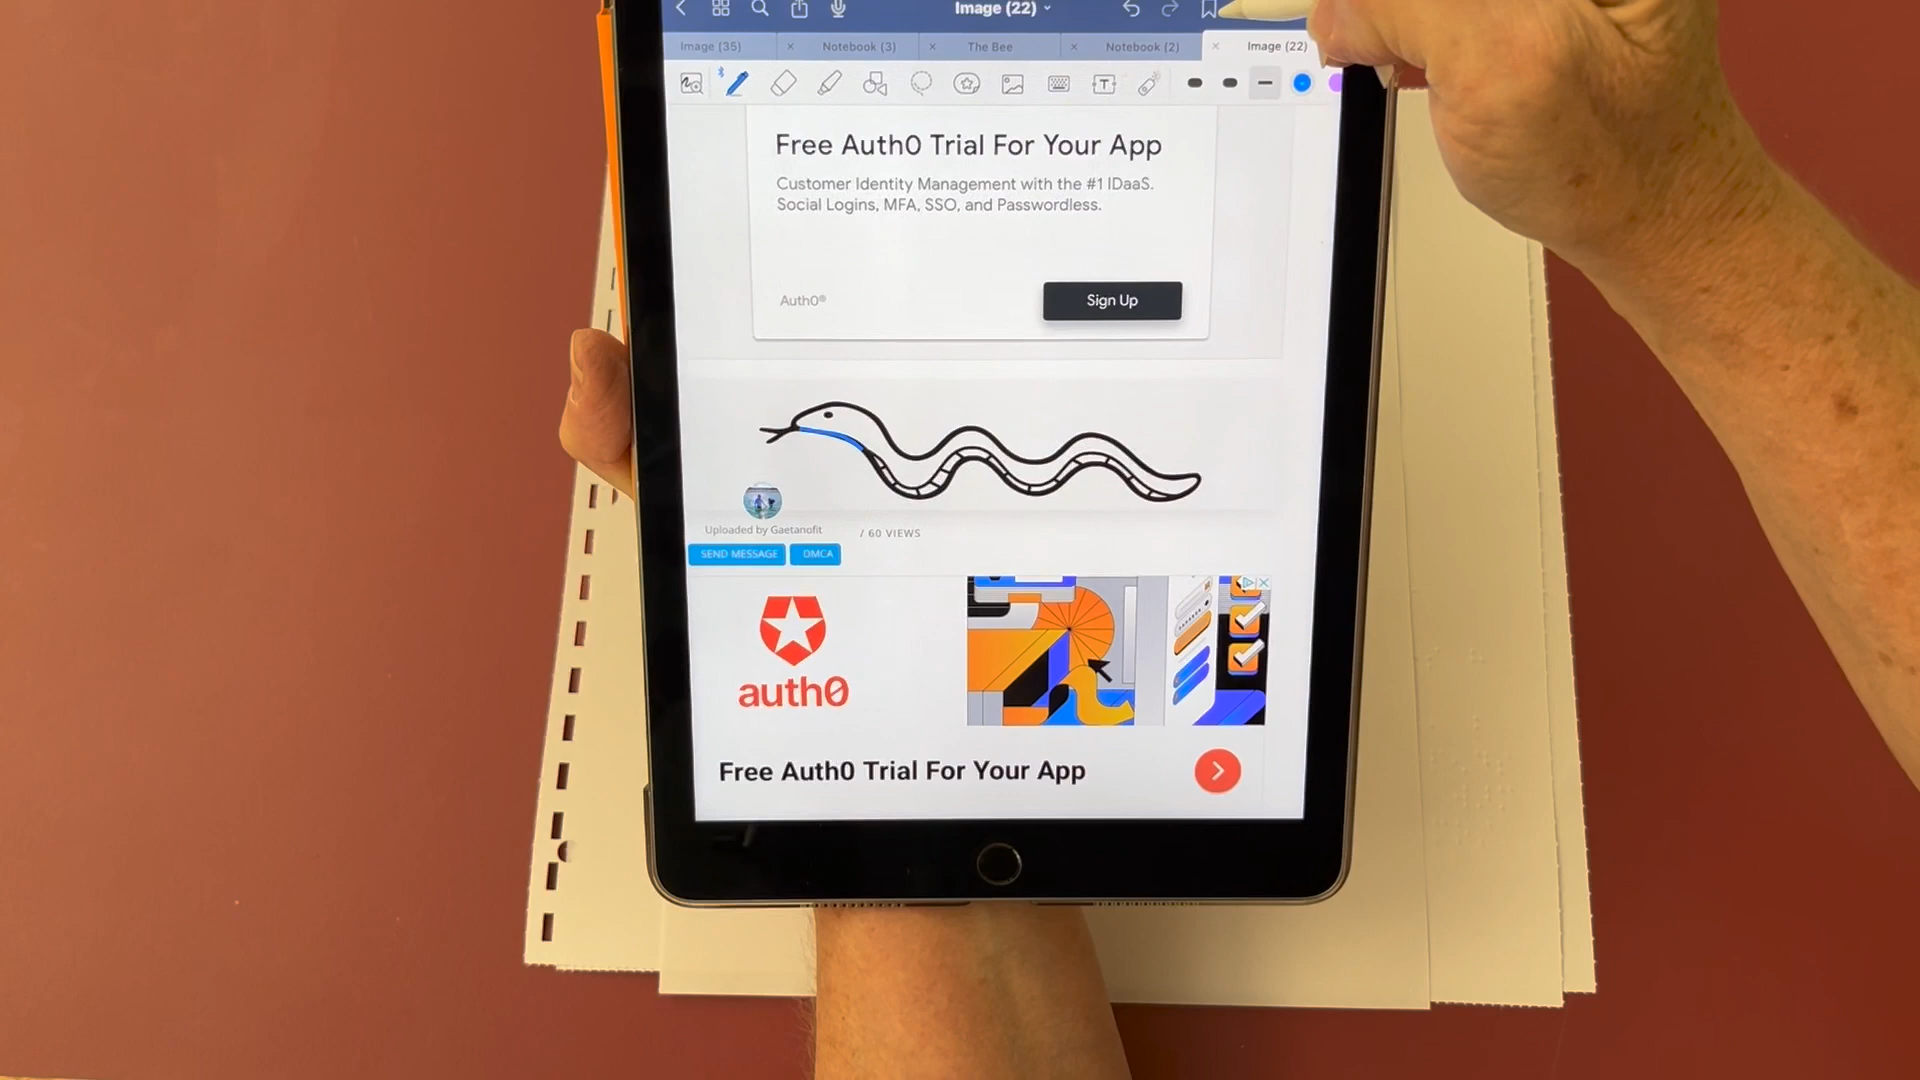 Image (22)
Image (35)
Notebook (3)
The Bee
Notebook (2)
Image (22)
T
Free Auth0 Trial For Your App
Customer Identity Management with the #1 IDaaS.
Social Logins, MFA, SSO, and Passwordless.
Auth0®
Sign Up
Uploaded by Gaetanofit
/ 60 VIEWS
SEND MESSAGE
DMCA
auth0
Free Auth0 Trial For Your App